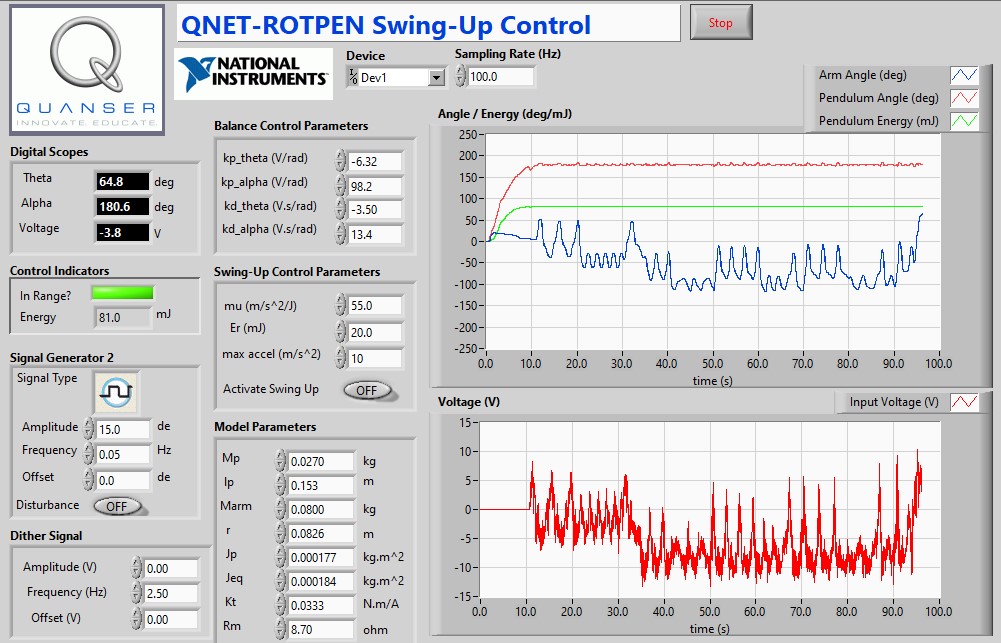 QUANSER
INNOVATE EDUCATE
QNET-ROTPEN Swing-Up Control
Stop
NATIONAL INSTRUMENTS
Device
Dev1
Sampling Rate (Hz)
100.0
Digital Scopes
Theta 64.8 deg
Alpha 180.6 deg
Voltage -3.8 V
Control Indicators
In Range?
Energy 81.0 mJ
Signal Generator 2
Signal Type
Amplitude 15.0 de
Frequency 0.05 Hz
Offset 0.0 de
Disturbance OFF
Dither Signal
Amplitude (V) 0.00
Frequency (Hz) 2.50
Offset (V) 0.00
Balance Control Parameters
kp_theta (V/rad) -6.32
kp_alpha (V/rad) 98.2
kd_theta (V.s/rad) -3.50
kd_alpha (V.s/rad) 13.4
Swing-Up Control Parameters
mu (m/s^2/J) 55.0
Er (mJ) 20.0
max accel (m/s^2) 10
Activate Swing Up OFF
Model Parameters
Mp 0.0270 kg
lp 0.153 m
Marm 0.0800 kg
r 0.0826 m
Jp 0.000177 kg.m^2
Jeq 0.000184 kg.m^2
Kt 0.0333 N.m/A
Rm 8.70 ohm
Arm Angle (deg)
Pendulum Angle (deg)
Pendulum Energy (mJ)
Angle / Energy (deg/mJ)
250
200
150
100
50
0
-50
-100
-150
-200
-250
0.0 10.0 20.0 30.0 40.0 50.0 60.0 70.0 80.0 90.0 100.0
time (s)
Voltage (V)
Input Voltage (V)
15
10
5
0
-5
-10
-15
0.0 10.0 20.0 30.0 40.0 50.0 60.0 70.0 80.0 90.0 100.0
time (s)